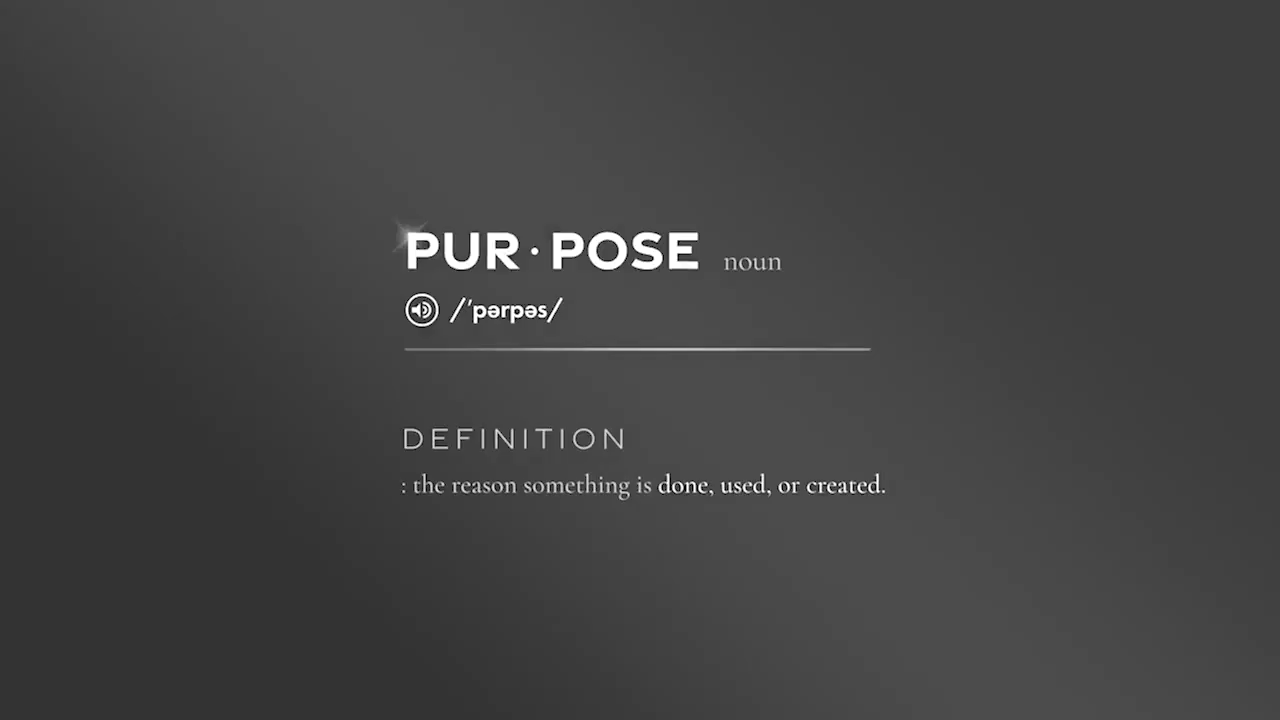 PUR·POSE noun
/ˈpərpəs/
DEFINITION
: the reason something is done, used, or created.